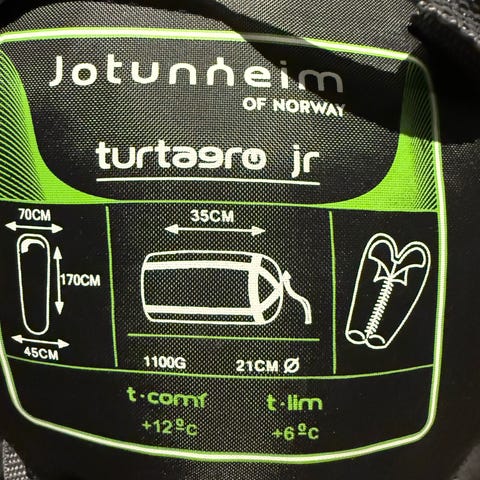 Jotunheim
OF NORWAY
turtagro jr
70CM
170CM
45CM
35CM
1100G 21CM Ø
t·comf t·lim
+12ºc +6ºc